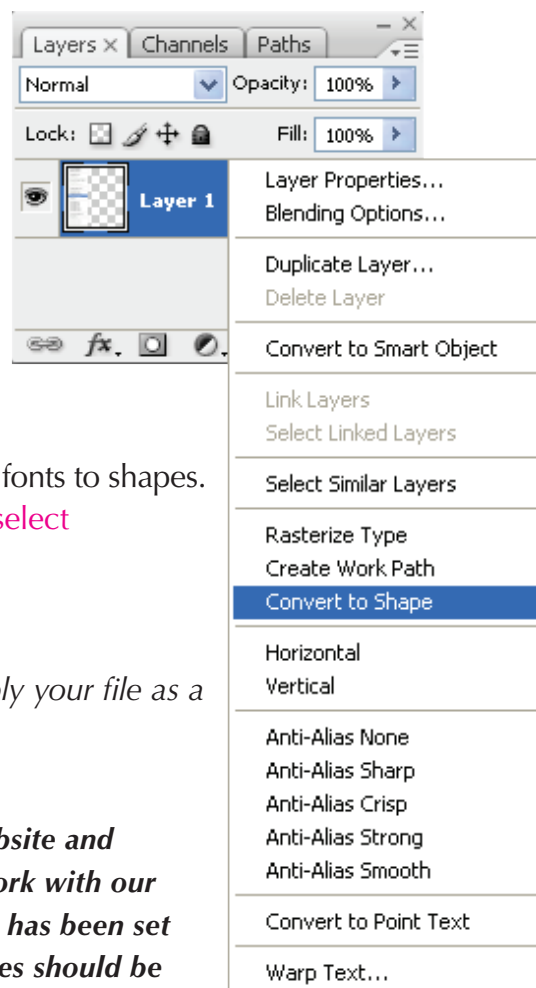 Layers × Channels Paths
Normal Opacity: 100%
Lock: Fill: 100%
Layer 1
Layer Properties...
Blending Options...
Duplicate Layer...
Delete Layer
Convert to Smart Object
Link Layers
Select Linked Layers
Select Similar Layers
Rasterize Type
Create Work Path
Convert to Shape
Horizontal
Vertical
Anti-Alias None
Anti-Alias Sharp
Anti-Alias Crisp
Anti-Alias Strong
Anti-Alias Smooth
Convert to Point Text
Warp Text...
fx.
fonts to shapes.
select
your file as a
and
with our
has been set
should be